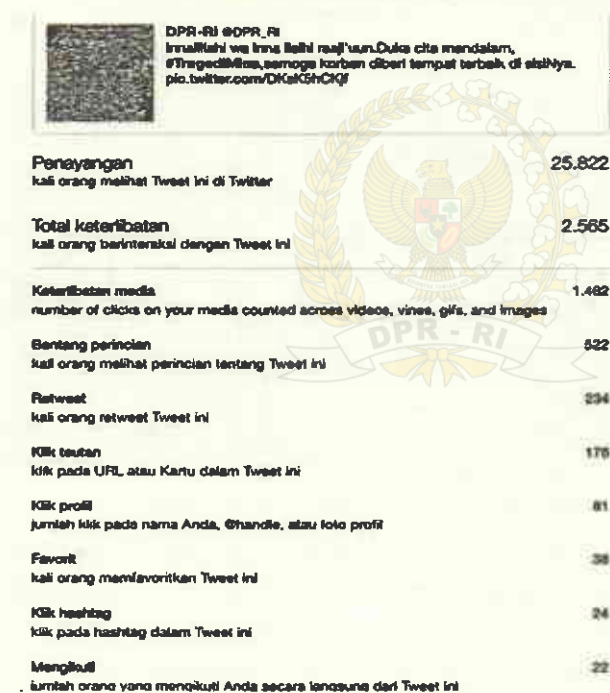 DPR-RI @DPR_RI
Innalillahi wa inna ilaihi raaji'uun.Duka cita mendalam,
#TragediMina,semoga korban diberi tempat terbaik di sisiNya.
pic.twitter.com/DKsK5hCKjf
Penayangan 25.822
kali orang melihat Tweet ini di Twitter
Total keterlibatan 2.565
kali orang berinteraksi dengan Tweet ini
Keterlibatan media 1.462
number of clicks on your media counted across videos, vines, gifs, and images
DPR - RI
Bentang perincian 522
kali orang melihat perincian tentang Tweet ini
Retweet 234
kali orang retweet Tweet ini
Klik tautan 176
klik pada URL atau Kartu dalam Tweet ini
Klik profil 81
jumlah klik pada nama Anda, @handle, atau foto profil
Favorit 38
kali orang memfavoritkan Tweet ini
Klik hashtag 24
klik pada hashtag dalam Tweet ini
Mengikuti 22
jumlah orang yang mengikuti Anda secara langsung dari Tweet ini